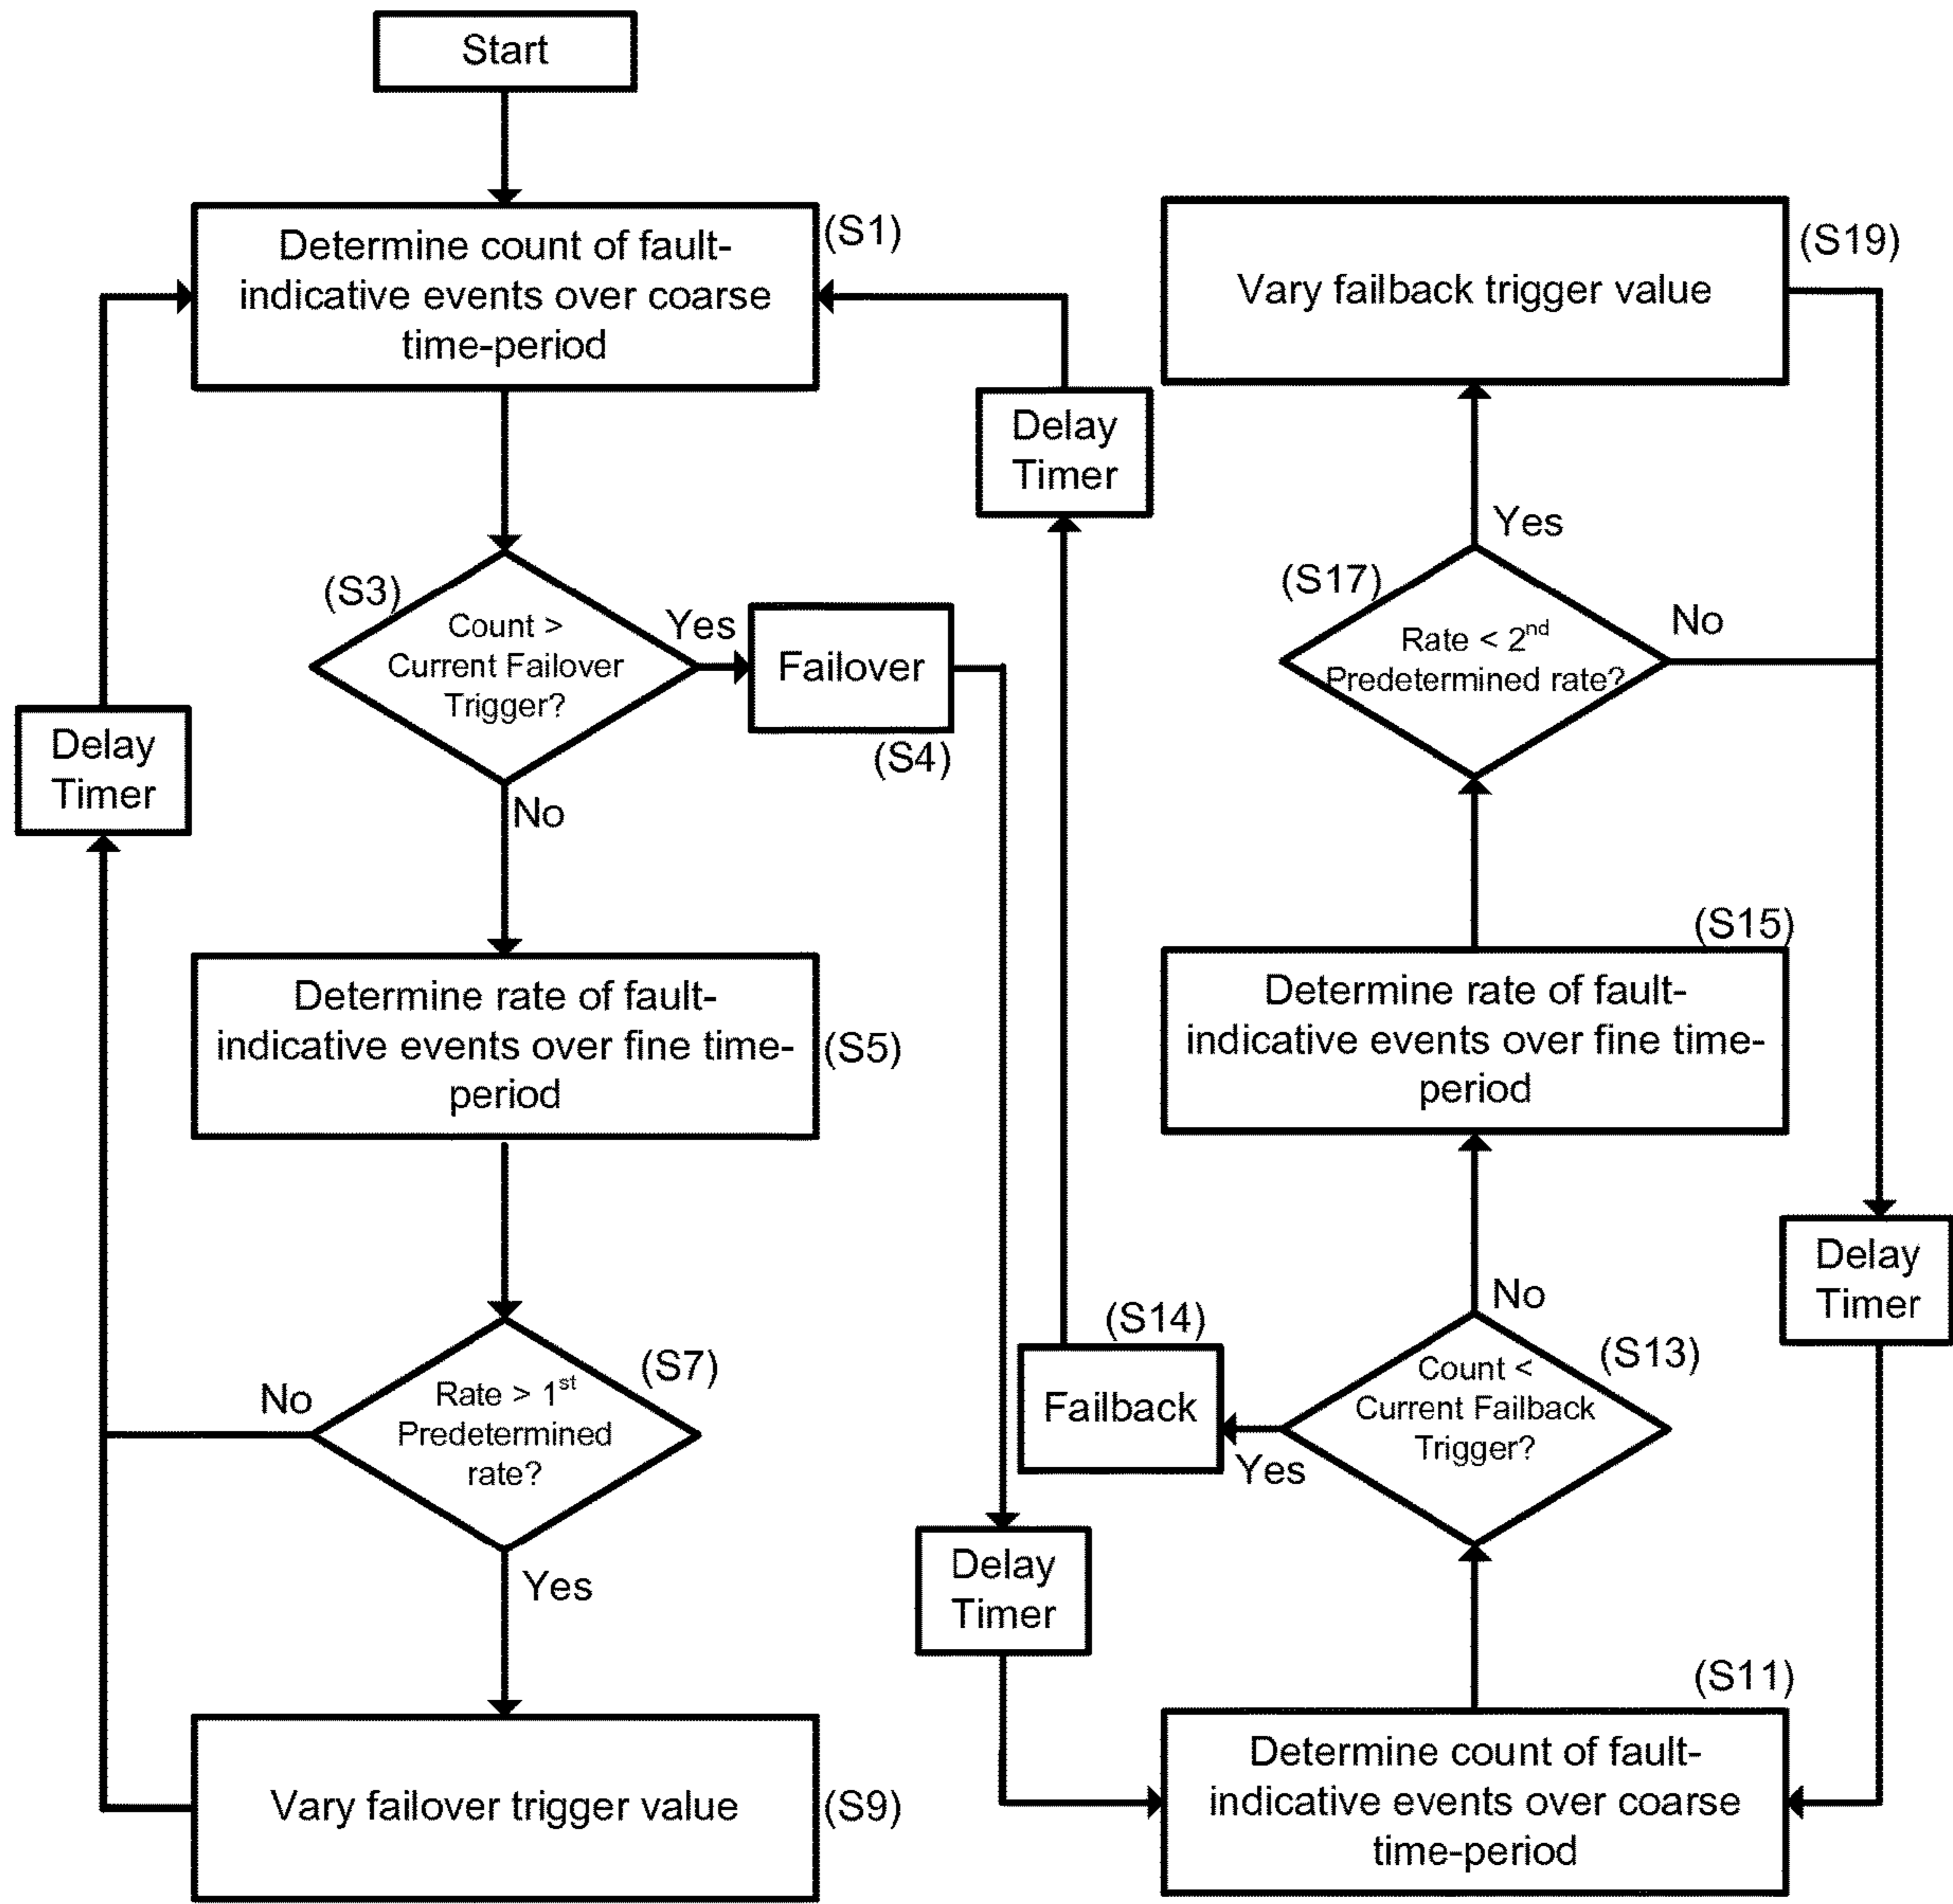 Start
Determine count of fault-
indicative events over coarse
time-period
(S1)
(S3)
Count >
Current Failover
Trigger?
Yes
Failover
(S4)
No
Delay
Timer
Determine rate of fault-
indicative events over fine time-
period
(S5)
Rate > 1st
Predetermined
rate?
(S7)
No
Yes
Vary failover trigger value
(S9)
Delay
Timer
Delay
Timer
Determine count of fault-
indicative events over coarse
time-period
(S11)
Count <
Current Failback
Trigger?
(S13)
Yes
Failback
(S14)
No
Determine rate of fault-
indicative events over fine time-
period
(S15)
Rate < 2nd
Predetermined rate?
(S17)
No
Yes
Vary failback trigger value
(S19)
Delay
Timer